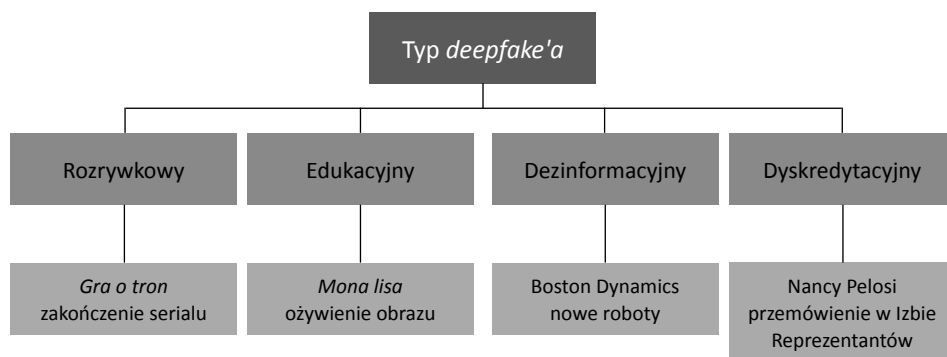 Typ deepfake'a
Rozrywkowy
Edukacyjny
Dezinformacyjny
Dyskredytacyjny
Gra o tron
zakończenie serialu
Mona lisa
ożywienie obrazu
Boston Dynamics
nowe roboty
Nancy Pelosi
przemówienie w Izbie
Reprezentantów